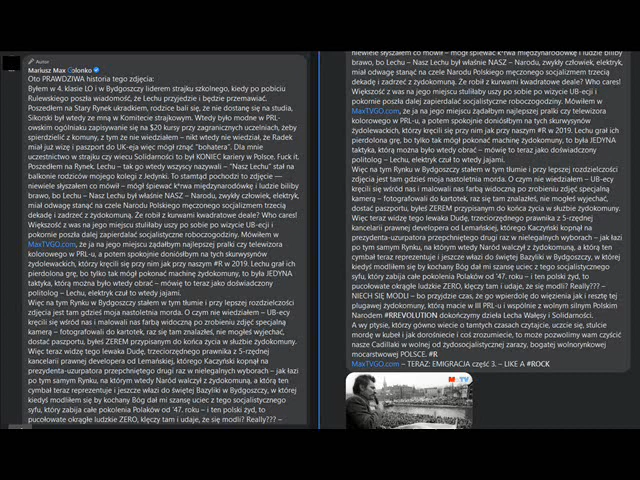 Autor
Mariusz Max Kolonko
Oto PRAWDZIWA historia tego zdjęcia:
Byłem w 4. klasie LO i w Bydgoszczy liderem strajku szkolnego, kiedy po pobiciu
Rulewskiego poszła wiadomość, że Lechu przyjedzie i będzie przemawiać.
Poszedłem na Stary Rynek ukradkiem, rodzice bali się, że nie dostanę się na studia,
Sikorski był wtedy ze mną w Komitecie strajkowym. Wtedy było modne w PRL-
owskim ogólniaku zapisywanie się na $20 kursy przy zagranicznych uczelniach, żeby
spierdzielić z komuny, z tym że nie wiedziałem – nikt wtedy nie wiedział, że Radek
miał już wizę i paszport do UK-eja więc mógł rżnąć "bohatera". Dla mnie
uczestnictwo w strajku czy wiecu Solidarności to był KONIEC kariery w Polsce. Fuck it.
Poszedłem na Rynek. Lechu – tak go wtedy wszyscy nazywali – "Nasz Lechu" stał na
balkonie rodziców mojego kolegi z Jedynki. To stamtąd pochodzi to zdjęcie —
niewiele słyszałem co mówił – mógł śpiewać k*rwa międzynarodówkę i ludzie biliby
brawo, bo Lechu – Nasz Lechu był właśnie NASZ – Narodu, zwykły człowiek, elektryk,
miał odwagę stanąć na czele Narodu Polskiego męczonego socjalizmem trzecią
dekadę i zadrzeć z żydokomuną. Że robił z kurwami kwadratowe deale? Who cares!
Większość z was na jego miejscu stuliłaby uszy po sobie po wizycie UB-ecji i
pokornie poszła dalej zapierdalać socjalistyczne roboczogodziny. Mówiłem w
MaxTVGO.com, że ja na jego miejscu zdążyłbym najlepszej pralki czy telewizora
kolorowego w PRL-u, a potem spokojnie doniósłbym na tych skurwysynów
żydolewackich, którzy kręcili się przy nim jak przy naszym #R w 2019. Lechu grał ich
pierdolona grę, bo tylko tak mógł pokonać machinę żydokomuny, to była JEDYNA
taktyka, którą można było wtedy obrać – mówię to teraz jako doświadczony
politolog – Lechu, elektryk czuł to wtedy jajami.
Więc na tym Rynku w Bydgoszczy stałem w tym tłumie i przy lepszej rozdzielczości
zdjęcia jest tam gdzieś moja nastoletnia morda. O czym nie wiedziałem – UB-ecy
kręcili się wśród nas i malowali nas farbą widoczną po zrobieniu zdjęć specjalną
kamerą – fotografowali do kartotek, raz się tam znalazłeś, nie mogłeś wyjechać,
dostać paszportu, byłeś ZEREM przypisanym do końca życia w służbie żydokomuny.
Więc teraz widzę tego lewaka Dudę, trzeciorzędnego prawnika z 5-rzędnej
kancelarii prawnej developera od Lemańskiej, którego Kaczyński kopnął na
prezydenta-uzurpatora przepchniętego drugi raz w nielegalnych wyborach – jak łazi
po tym samym Rynku, na którym wtedy Naród walczył z żydokomuną, a którą ten
cymbał teraz reprezentuje i jeszcze włazi do świętej Bazyliki w Bydgoszczy, w której
kiedyś modliłem się by kochany Bóg dał mi szansę uciec z tego socjalistycznego
syfu, który zabija całe pokolenia Polaków od '47. roku – i ten polski żyd, to
pucołowate okrągłe ludzkie ZERO, klęczy tam i udaje, że się modli? Really??? –
niewiele słyszałem co mówił – mógł śpiewać k*rwa międzynarodówkę i ludzie biliby
brawo, bo Lechu – Nasz Lechu był właśnie NASZ – Narodu, zwykły człowiek, elektryk,
miał odwagę stanąć na czele Narodu Polskiego męczonego socjalizmem trzecią
dekadę i zadrzeć z żydokomuną. Że robił z kurwami kwadratowe deale? Who cares!
Większość z was na jego miejscu stuliłaby uszy po sobie po wizycie UB-ecji i
pokornie poszła dalej zapierdalać socjalistyczne roboczogodziny. Mówiłem w
MaxTVGO.com, że ja na jego miejscu zdążyłbym najlepszej pralki czy telewizora
kolorowego w PRL-u, a potem spokojnie doniósłbym na tych skurwysynów
żydolewackich, którzy kręcili się przy nim jak przy naszym #R w 2019. Lechu grał ich
pierdolona grę, bo tylko tak mógł pokonać machinę żydokomuny, to była JEDYNA
taktyka, którą można było wtedy obrać – mówię to teraz jako doświadczony
politolog – Lechu, elektryk czuł to wtedy jajami.
Więc na tym Rynku w Bydgoszczy stałem w tym tłumie i przy lepszej rozdzielczości
zdjęcia jest tam gdzieś moja nastoletnia morda. O czym nie wiedziałem – UB-ecy
kręcili się wśród nas i malowali nas farbą widoczną po zrobieniu zdjęć specjalną
kamerą – fotografowali do kartotek, raz się tam znalazłeś, nie mogłeś wyjechać,
dostać paszportu, byłeś ZEREM przypisanym do końca życia w służbie żydokomuny.
Więc teraz widzę tego lewaka Dudę, trzeciorzędnego prawnika z 5-rzędnej
kancelarii prawnej developera od Lemańskiej, którego Kaczyński kopnął na
prezydenta-uzurpatora przepchniętego drugi raz w nielegalnych wyborach – jak łazi
po tym samym Rynku, na którym wtedy Naród walczył z żydokomuną, a którą ten
cymbał teraz reprezentuje i jeszcze włazi do świętej Bazyliki w Bydgoszczy, w której
kiedyś modliłem się by kochany Bóg dał mi szansę uciec z tego socjalistycznego
syfu, który zabija całe pokolenia Polaków od '47. roku – i ten polski żyd, to
pucołowate okrągłe ludzkie ZERO, klęczy tam i udaje, że się modli? Really??? –
NIECH SIĘ MODLI – bo przyjdzie czas, że go wpierdolę do więzienia jak i resztę tej
plugawej żydokomuny, którą macie w III PRL-u i wspólnie z wolnym silnym Polskim
Narodem #RREVOLUTION dokończymy dzieła Lecha Wałęsy i Solidarności.
A wy ptysie, którzy gówno wiecie o tamtych czasach czytajcie, uczcie się, stulcie
mordę w kubeł i jak dorośniecie i coś zrozumiecie, to może pozwolimy wam czyścić
nasze Cadillaki w wolnej od żydosocjalistycznej zarazy, bogatej wolnorynkowej
mocarstwowej POLSCE. #R
MaxTVGO.com – TERAZ: EMIGRACJA część 3. – LIKE A #ROCK